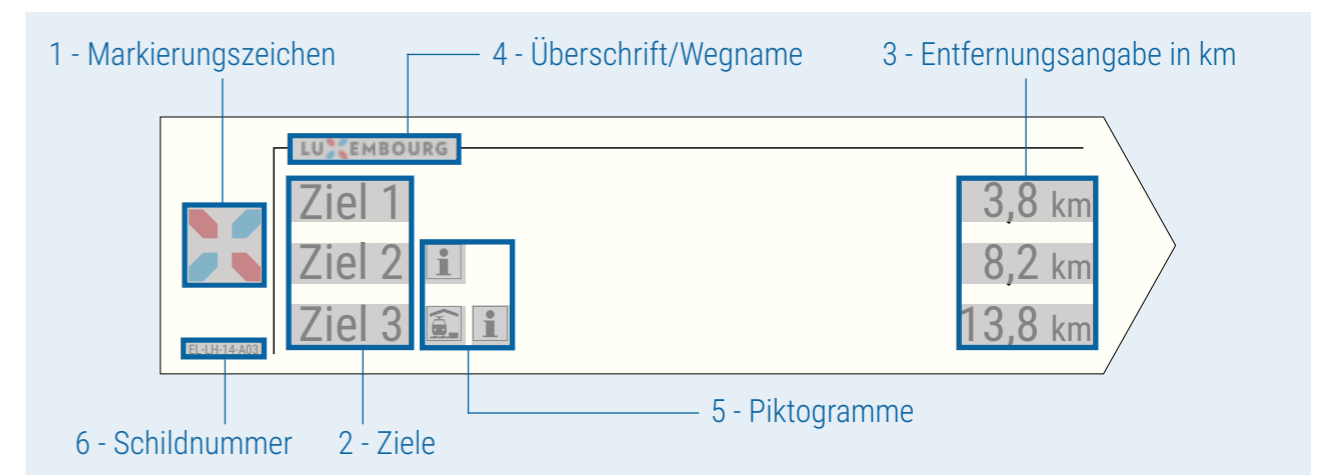 1 - Markierungszeichen
4 - Überschrift/Wegname
3 - Entfernungsangabe in km
LUXEMBOURG
Ziel 1
3,8 km
Ziel 2
8,2 km
Ziel 3
13,8 km
EL-LH-14-A03
5 - Piktogramme
6 - Schildnummer
2 - Ziele